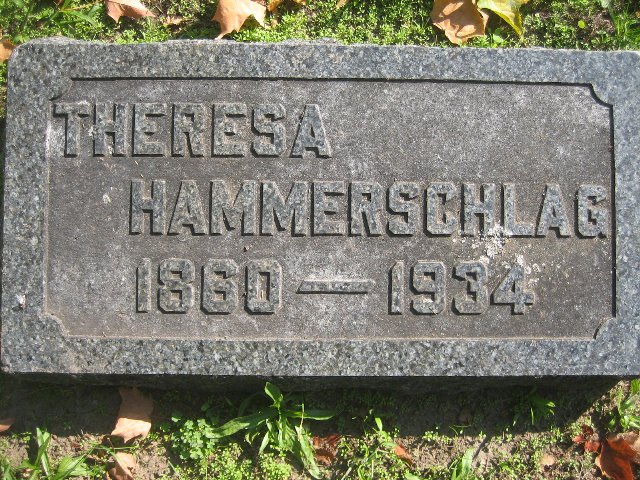 THERESA
HAMMERSCHLAG
1860 — 1934